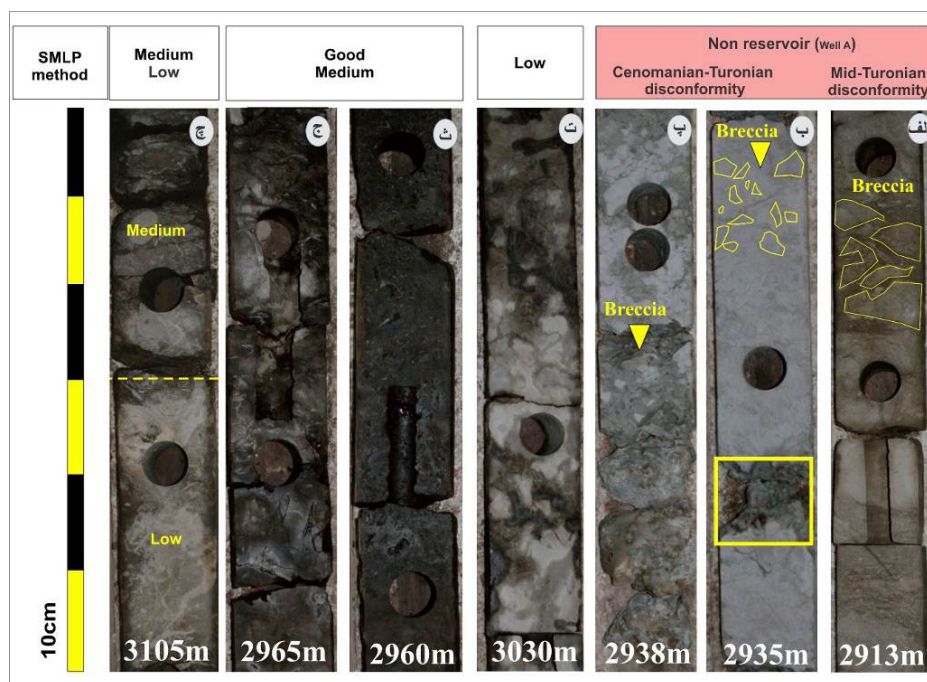 SMLP
method
Medium
Low
Good
Medium
Low
Non reservoir (Well A)
Cenomanian-Turonian
disconformity
Mid-Turonian
disconformity
چ
ج
ث
ت
پ
ب
الف
Breccia
Breccia
Breccia
Medium
Low
10cm
3105m
2965m
2960m
3030m
2938m
2935m
2913m